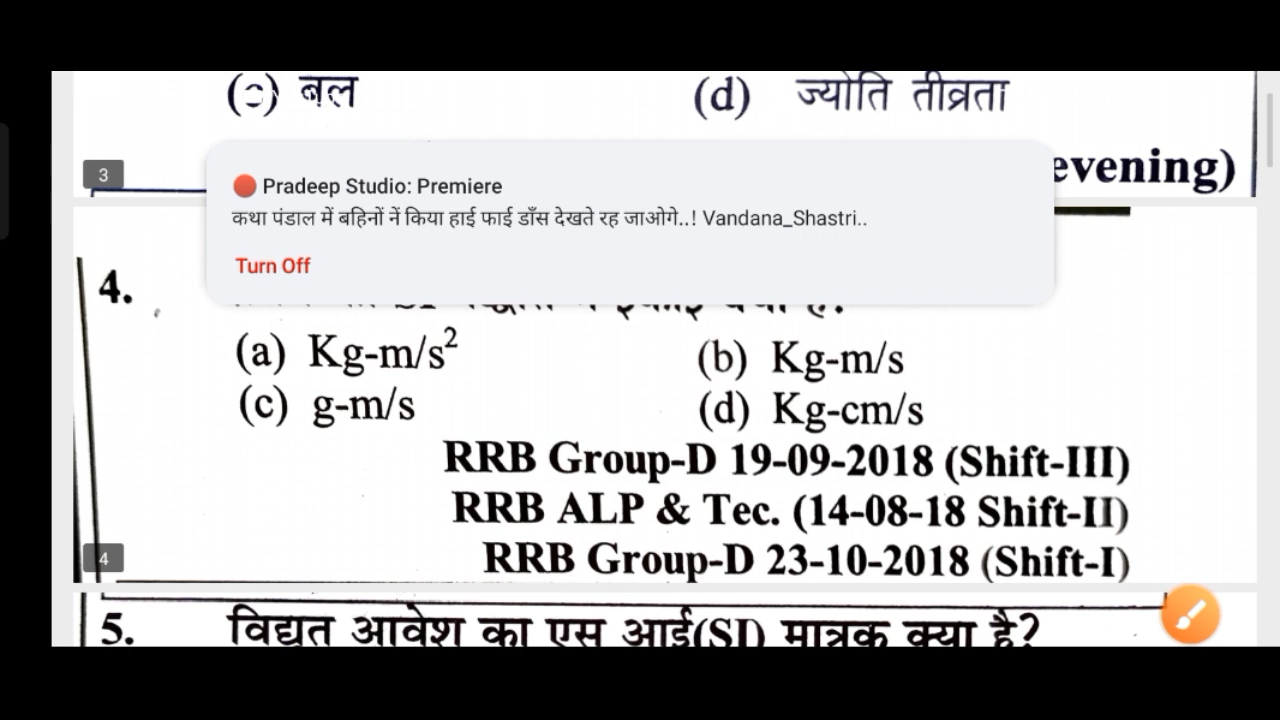 (c) बल (d) ज्योति तीव्रता
evening)
3
Pradeep Studio: Premiere
कथा पंडाल में बहिनों नें किया हाई फाई डाँस देखते रह जाओगे..! Vandana_Shastri..
Turn Off
4.
(a) Kg-m/s² (b) Kg-m/s
(c) g-m/s (d) Kg-cm/s
RRB Group-D 19-09-2018 (Shift-III)
RRB ALP & Tec. (14-08-18 Shift-II)
RRB Group-D 23-10-2018 (Shift-I)
4
5. विद्युत आवेश का एस आई(SI) मात्रक क्या है?